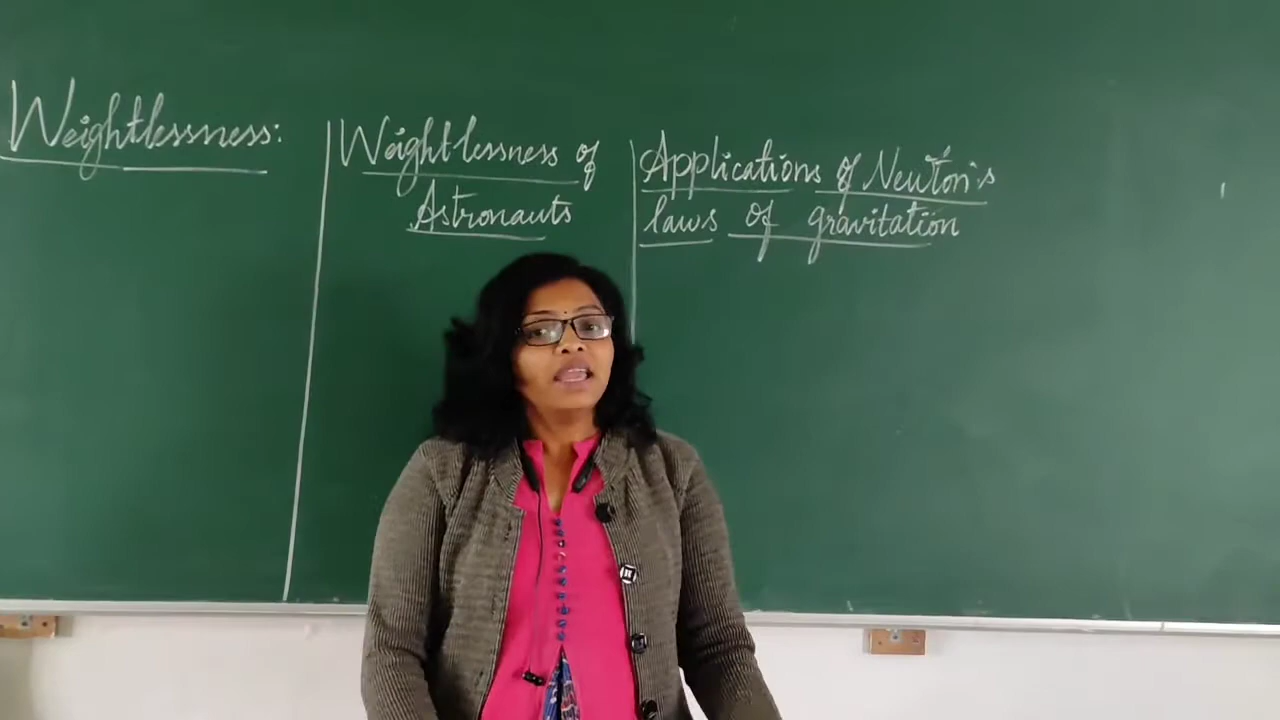 Weightlessness:
Weightlessness of
Astronauts
Applications of Newton's
laws of gravitation